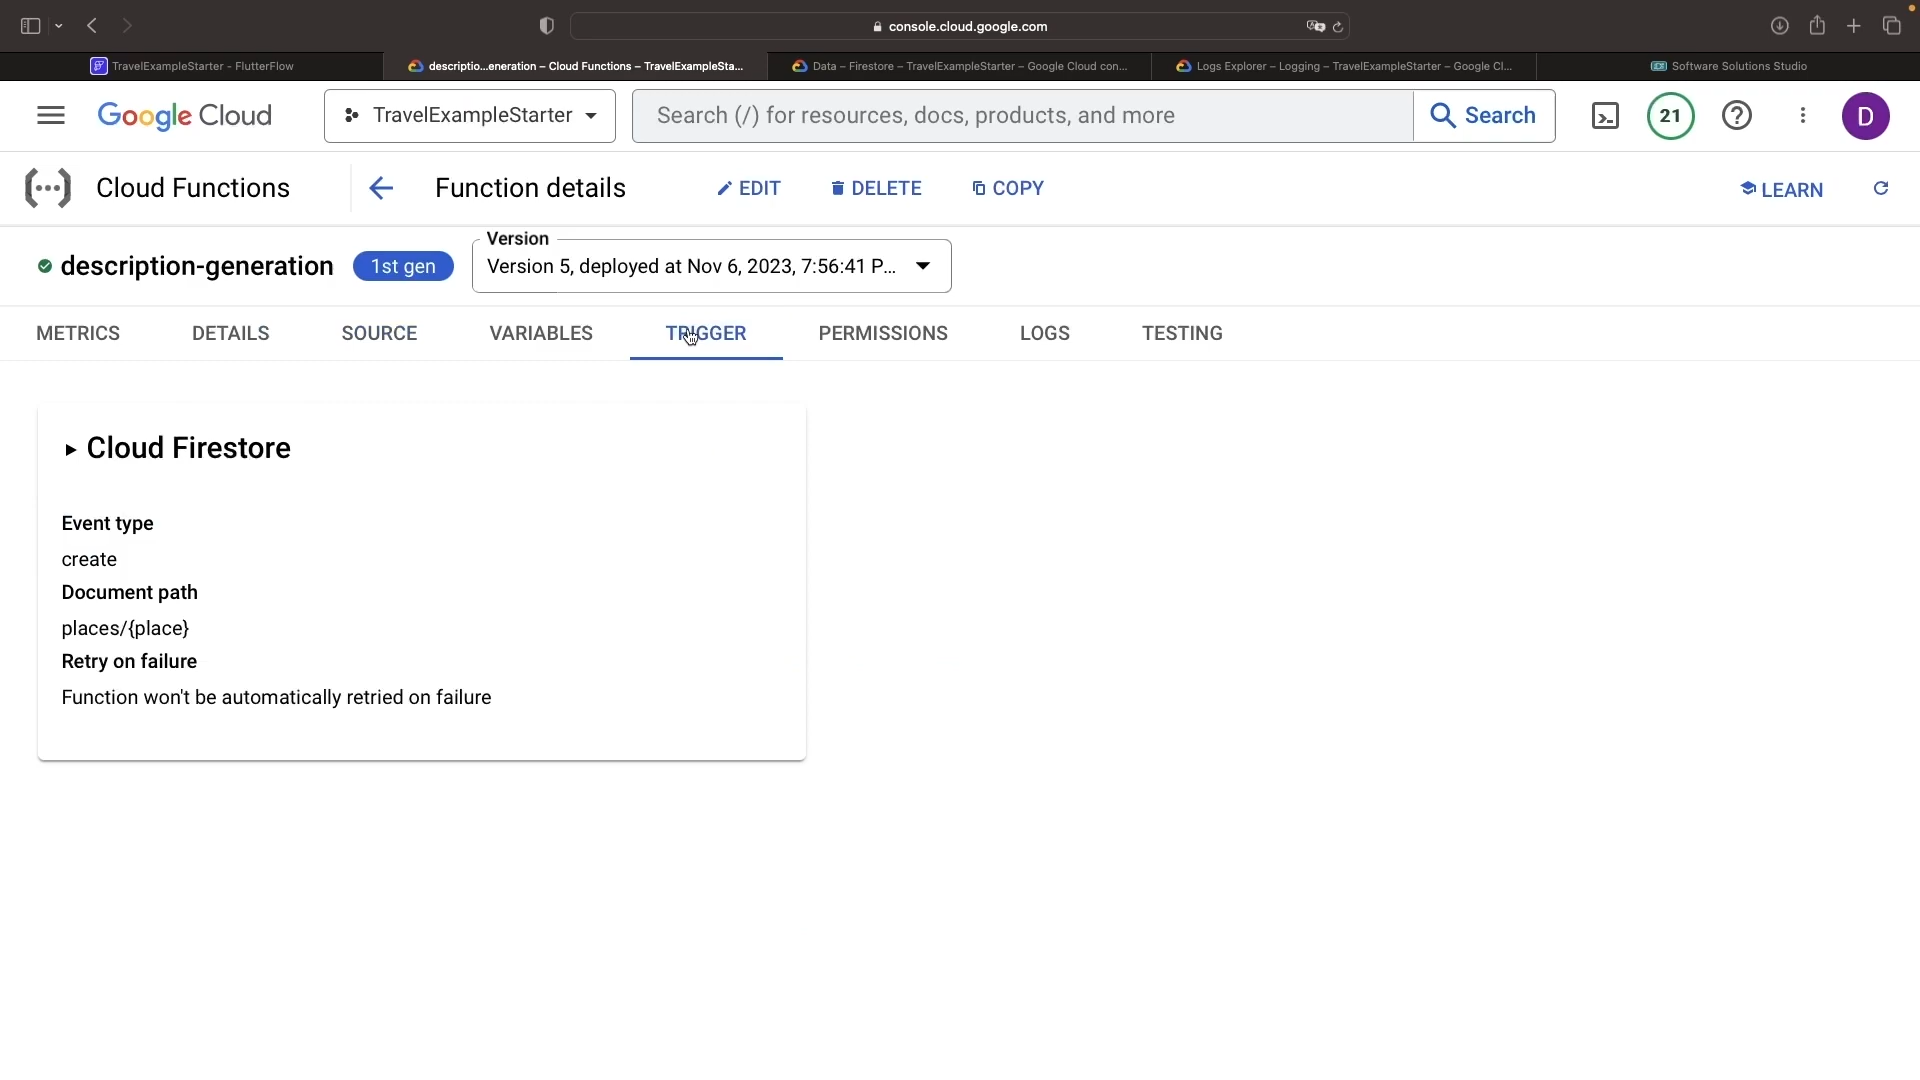 console.cloud.google.com
TravelExampleStarter - FlutterFlow
descriptio...eneration – Cloud Functions – TravelExampleSta...
Data – Firestore – TravelExampleStarter – Google Cloud con...
Logs Explorer – Logging – TravelExampleStarter – Google Cl...
Software Solutions Studio
Google Cloud
TravelExampleStarter
Search (/) for resources, docs, products, and more
Search
21
D
Cloud Functions
Function details
EDIT
DELETE
COPY
LEARN
description-generation
1st gen
Version
Version 5, deployed at Nov 6, 2023, 7:56:41 P...
METRICS
DETAILS
SOURCE
VARIABLES
TRIGGER
PERMISSIONS
LOGS
TESTING
Cloud Firestore
Event type
create
Document path
places/{place}
Retry on failure
Function won't be automatically retried on failure